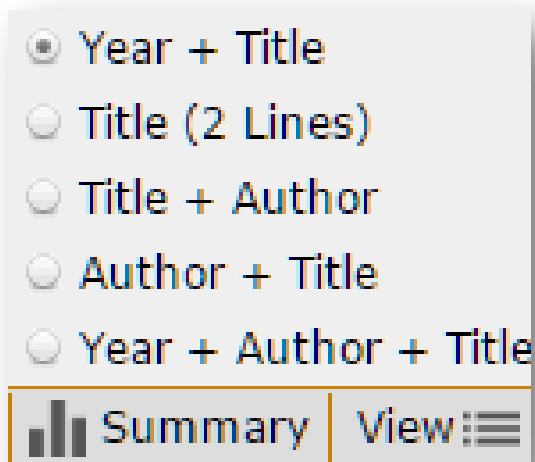 Year + Title
Title (2 Lines)
Title + Author
Author + Title
Year + Author + Title
Summary View